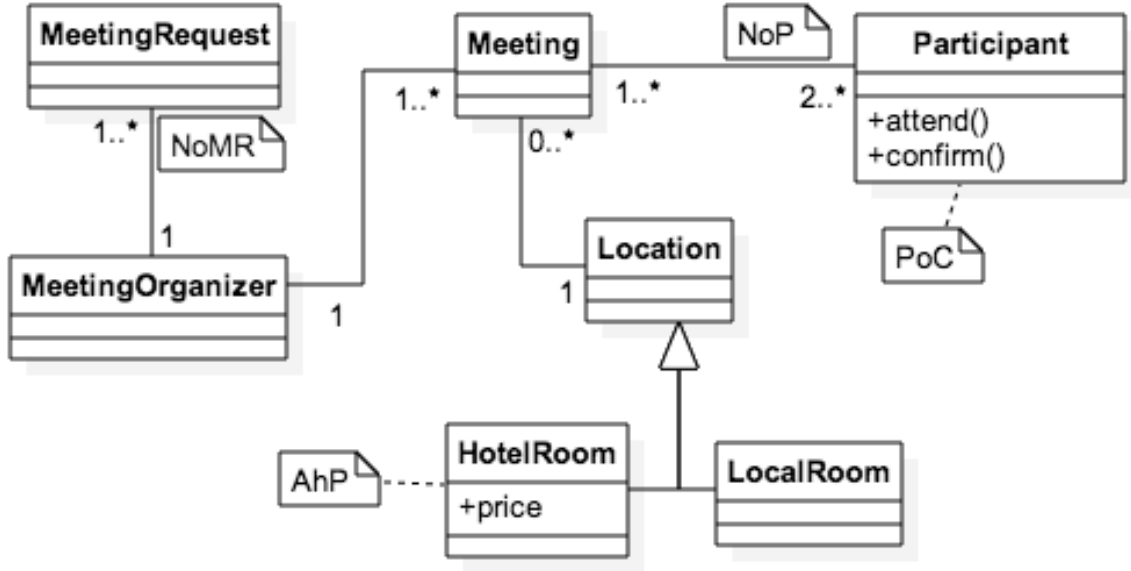 MeetingRequest
Meeting
NoP
Participant
1..*
1..*
1..*
2..*
+attend()
+confirm()
NoMR
0..*
1
Location
PoC
MeetingOrganizer
1
1
HotelRoom
+price
AhP
LocalRoom